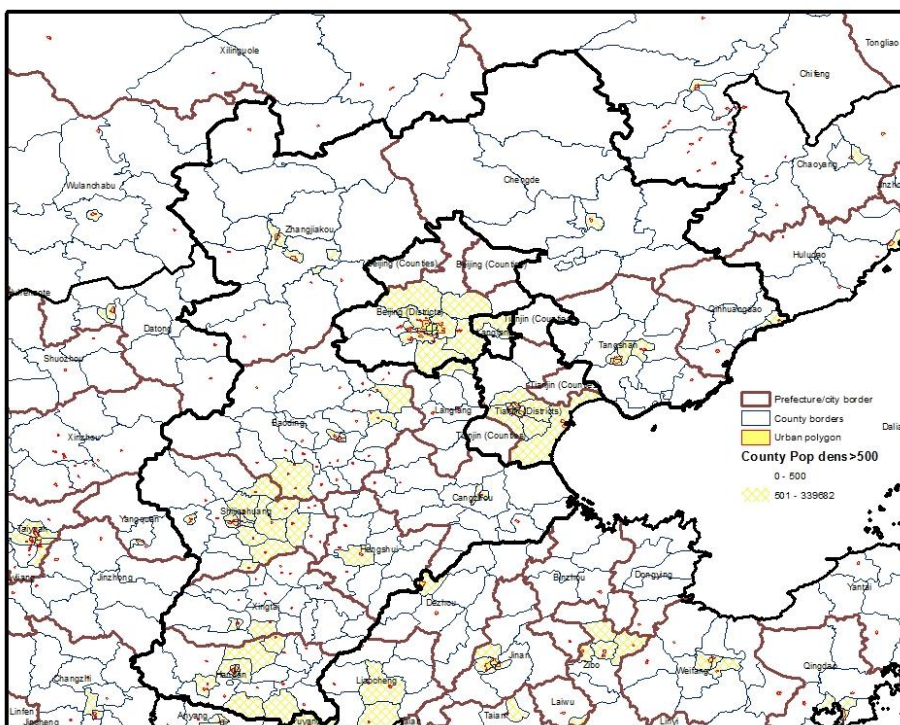 Xilinguole
Tongliao
Chifeng
Chaoyang
Wulanchabu
Chengde
Zhangjiakou
Huludao
Beijing (Counties)
Beijing (Counties)
Qinhuangdao
Beijing (Districts)
Tianjin (Counties)
Datong
Tangshan
Shuozhou
Tianjin (Counties)
Prefecture/city border
Langfang
Tianjin (Districts)
County borders
Baoding
Dalia
Xinzhou
Tianjin (Counties)
Urban polygon
County Pop dens>500
0 - 500
Cangzhou
501 - 339682
Shijiazhuang
Yangquan
Taiyuan
Hengshui
Jinzhong
Binzhou
Dongying
Yantai
Dezhou
Xingtai
Jinan
Zibo
Weifang
Qingdao
Handan
Changzhi
Liaocheng
Laiwu
Linfen
Taian
Anyang
Jincheng
Linyi